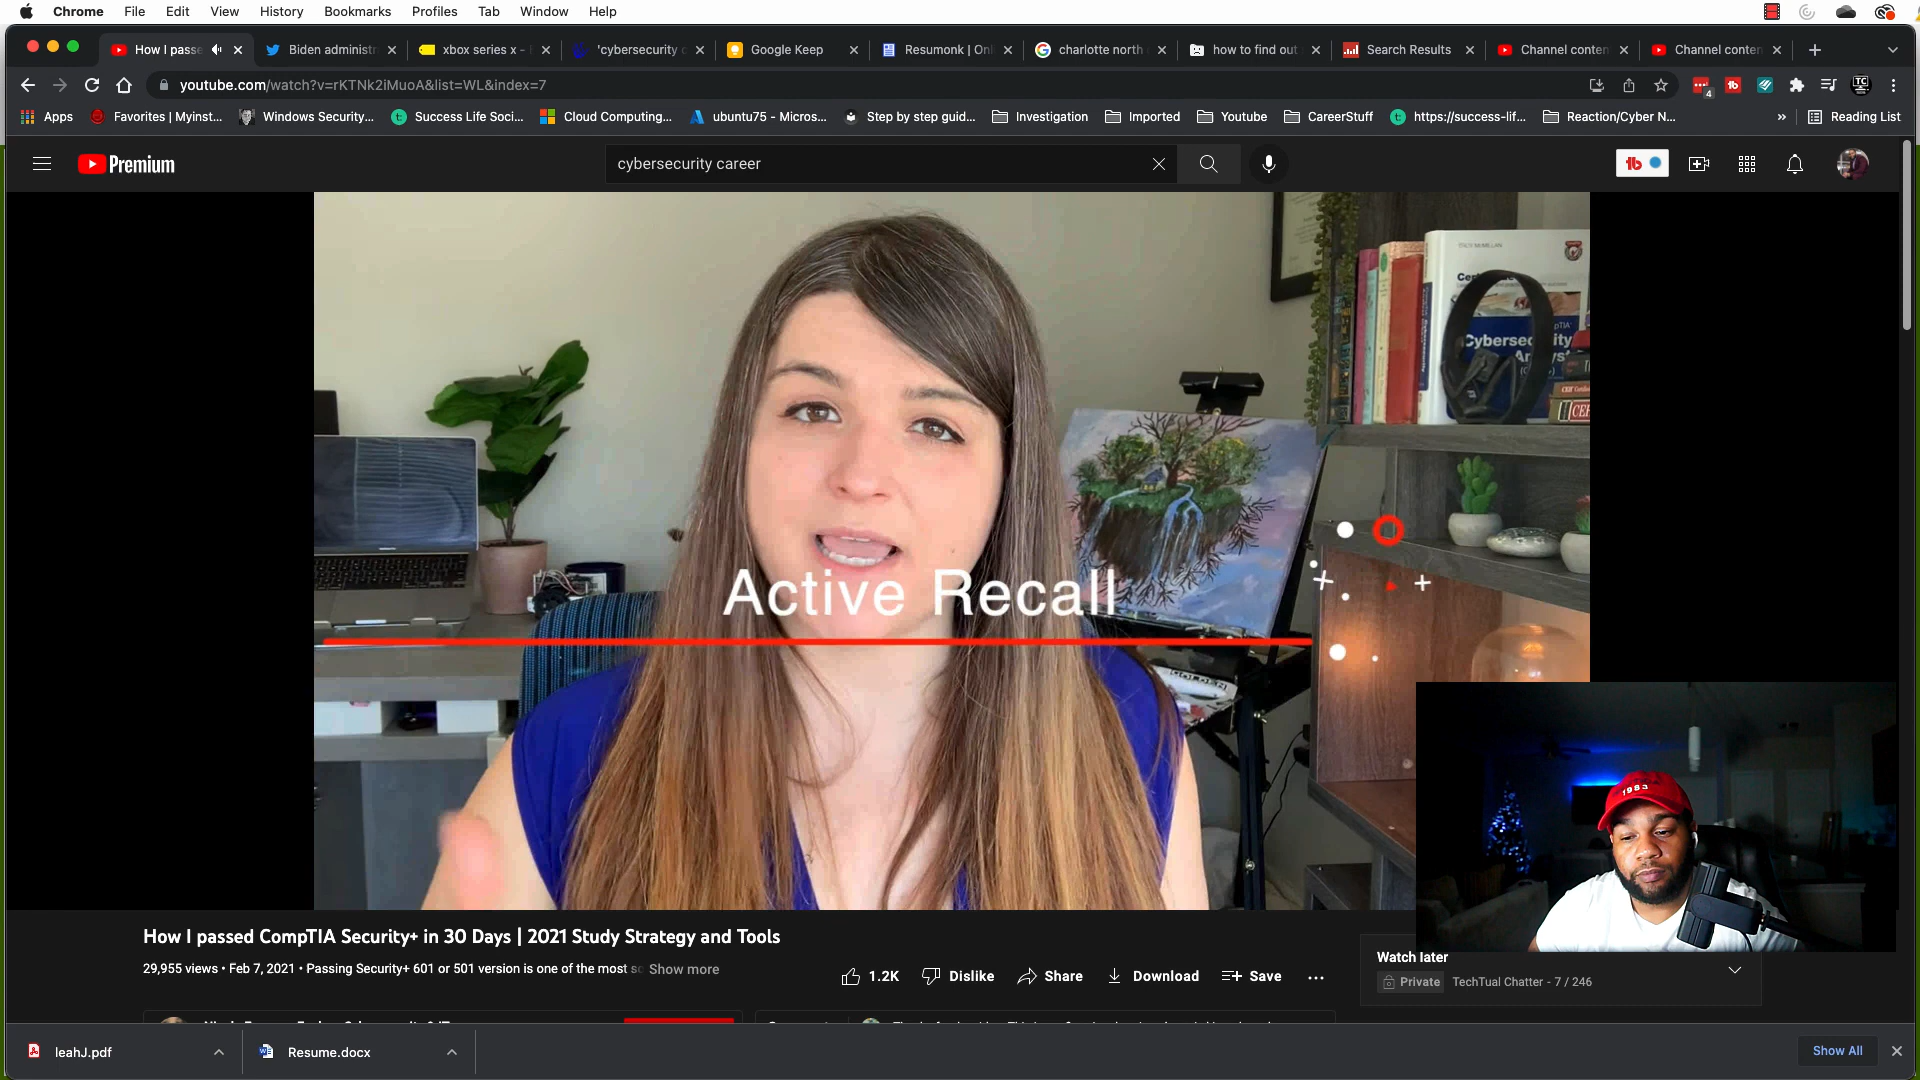 Chrome File Edit View History Bookmarks Profiles Tab Window Help
How I passe Biden administr xbox series x - 'cybersecurity c Google Keep Resumonk | Onl charlotte north how to find out Search Results Channel conten Channel conten
youtube.com/watch?v=rKTNk2iMuoA&list=WL&index=7
4
Apps Favorites | Myinst... Windows Security... Success Life Soci... Cloud Computing... ubuntu75 - Micros... Step by step guid... Investigation Imported Youtube CareerStuff https://success-lif... Reaction/Cyber N... » Reading List
Premium
cybersecurity career
Cybersecurity
Active Recall
GOLDEN
1983
How I passed CompTIA Security+ in 30 Days | 2021 Study Strategy and Tools
29,955 views • Feb 7, 2021 • Passing Security+ 601 or 501 version is one of the most Show more
1.2K Dislike Share Download Save
Watch later
Private TechTual Chatter - 7 / 246
leahJ.pdf Resume.docx Show All